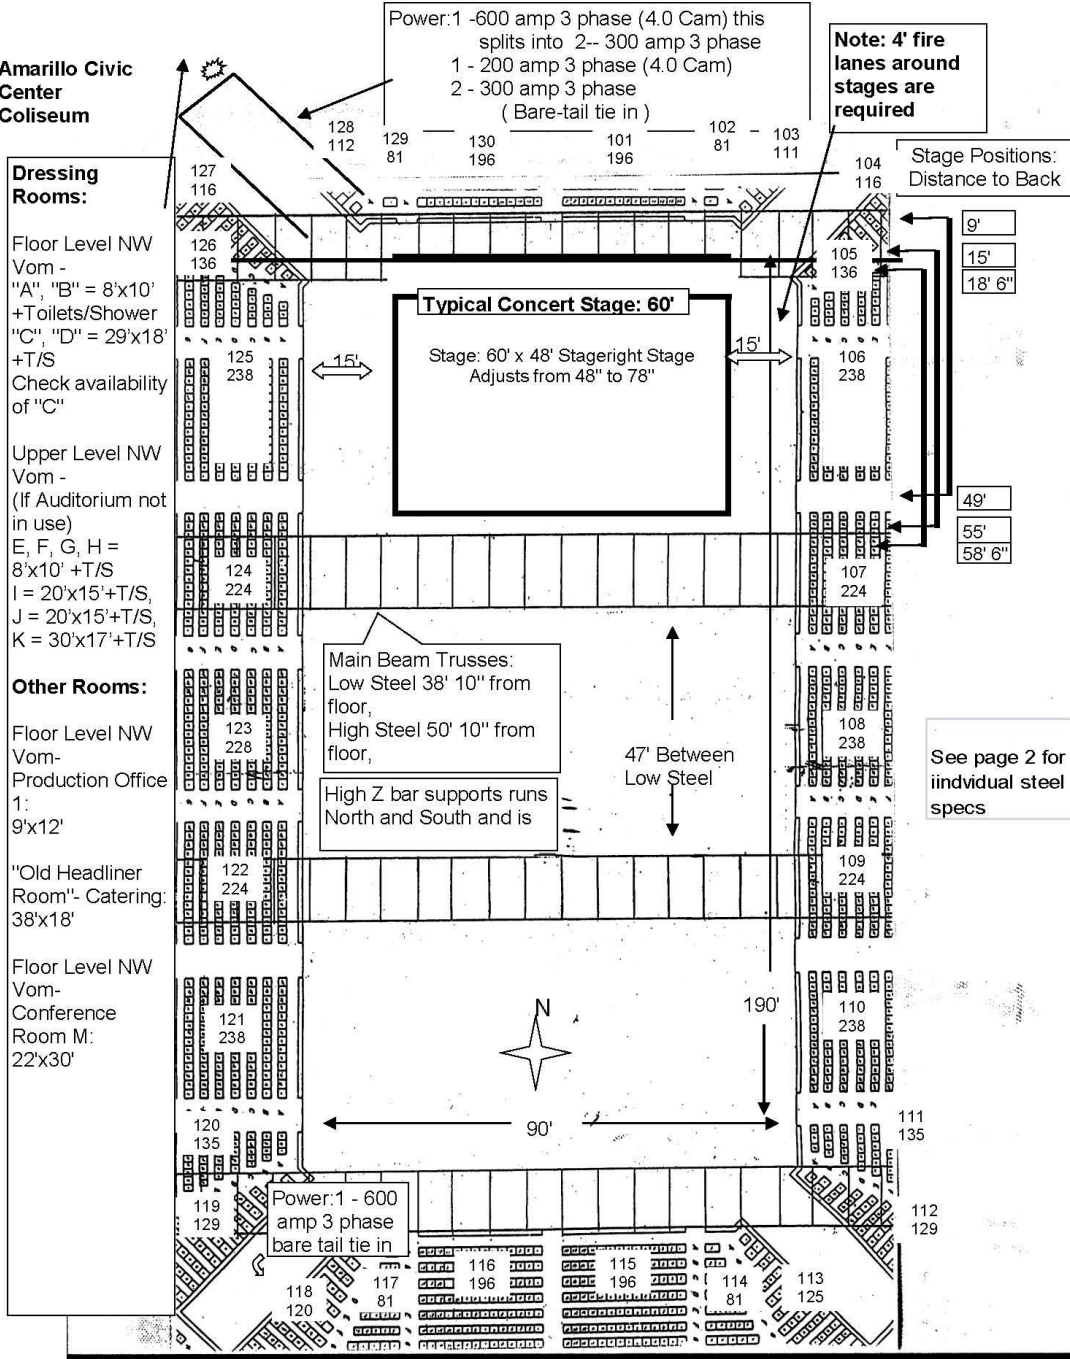 Amarillo Civic
Center
Coliseum
Power:1 -600 amp 3 phase (4.0 Cam) this
splits into 2-- 300 amp 3 phase
1 - 200 amp 3 phase (4.0 Cam)
2 - 300 amp 3 phase
( Bare-tail tie in )
Note: 4' fire
lanes around
stages are
required
Stage Positions:
Distance to Back
9'
15'
18' 6"
49'
55'
58' 6"
See page 2 for
iindvidual steel
specs
Dressing
Rooms:
Floor Level NW
Vom -
"A", "B" = 8'x10'
+Toilets/Shower
"C", "D" = 29'x18'
+T/S
Check availability
of "C"
Upper Level NW
Vom -
(If Auditorium not
in use)
E, F, G, H =
8'x10' +T/S
I = 20'x15'+T/S,
J = 20'x15'+T/S,
K = 30'x17'+T/S
Other Rooms:
Floor Level NW
Vom-
Production Office
1:
9'x12'
"Old Headliner
Room"- Catering:
38'x18'
Floor Level NW
Vom-
Conference
Room M:
22'x30'
127
116
128
112
129
81
130
196
101
196
102
81
103
111
104
116
126
136
105
136
Typical Concert Stage: 60'
Stage: 60' x 48' Stageright Stage
Adjusts from 48" to 78"
15'
15'
125
238
106
238
124
224
107
224
Main Beam Trusses:
Low Steel 38' 10" from
floor,
High Steel 50' 10" from
floor,
High Z bar supports runs
North and South and is
47' Between
Low Steel
123
228
108
238
122
224
109
224
121
238
110
238
N
190'
90'
120
135
111
135
119
129
112
129
Power:1 - 600
amp 3 phase
bare tail tie in
118
120
117
81
116
196
115
196
114
81
113
125